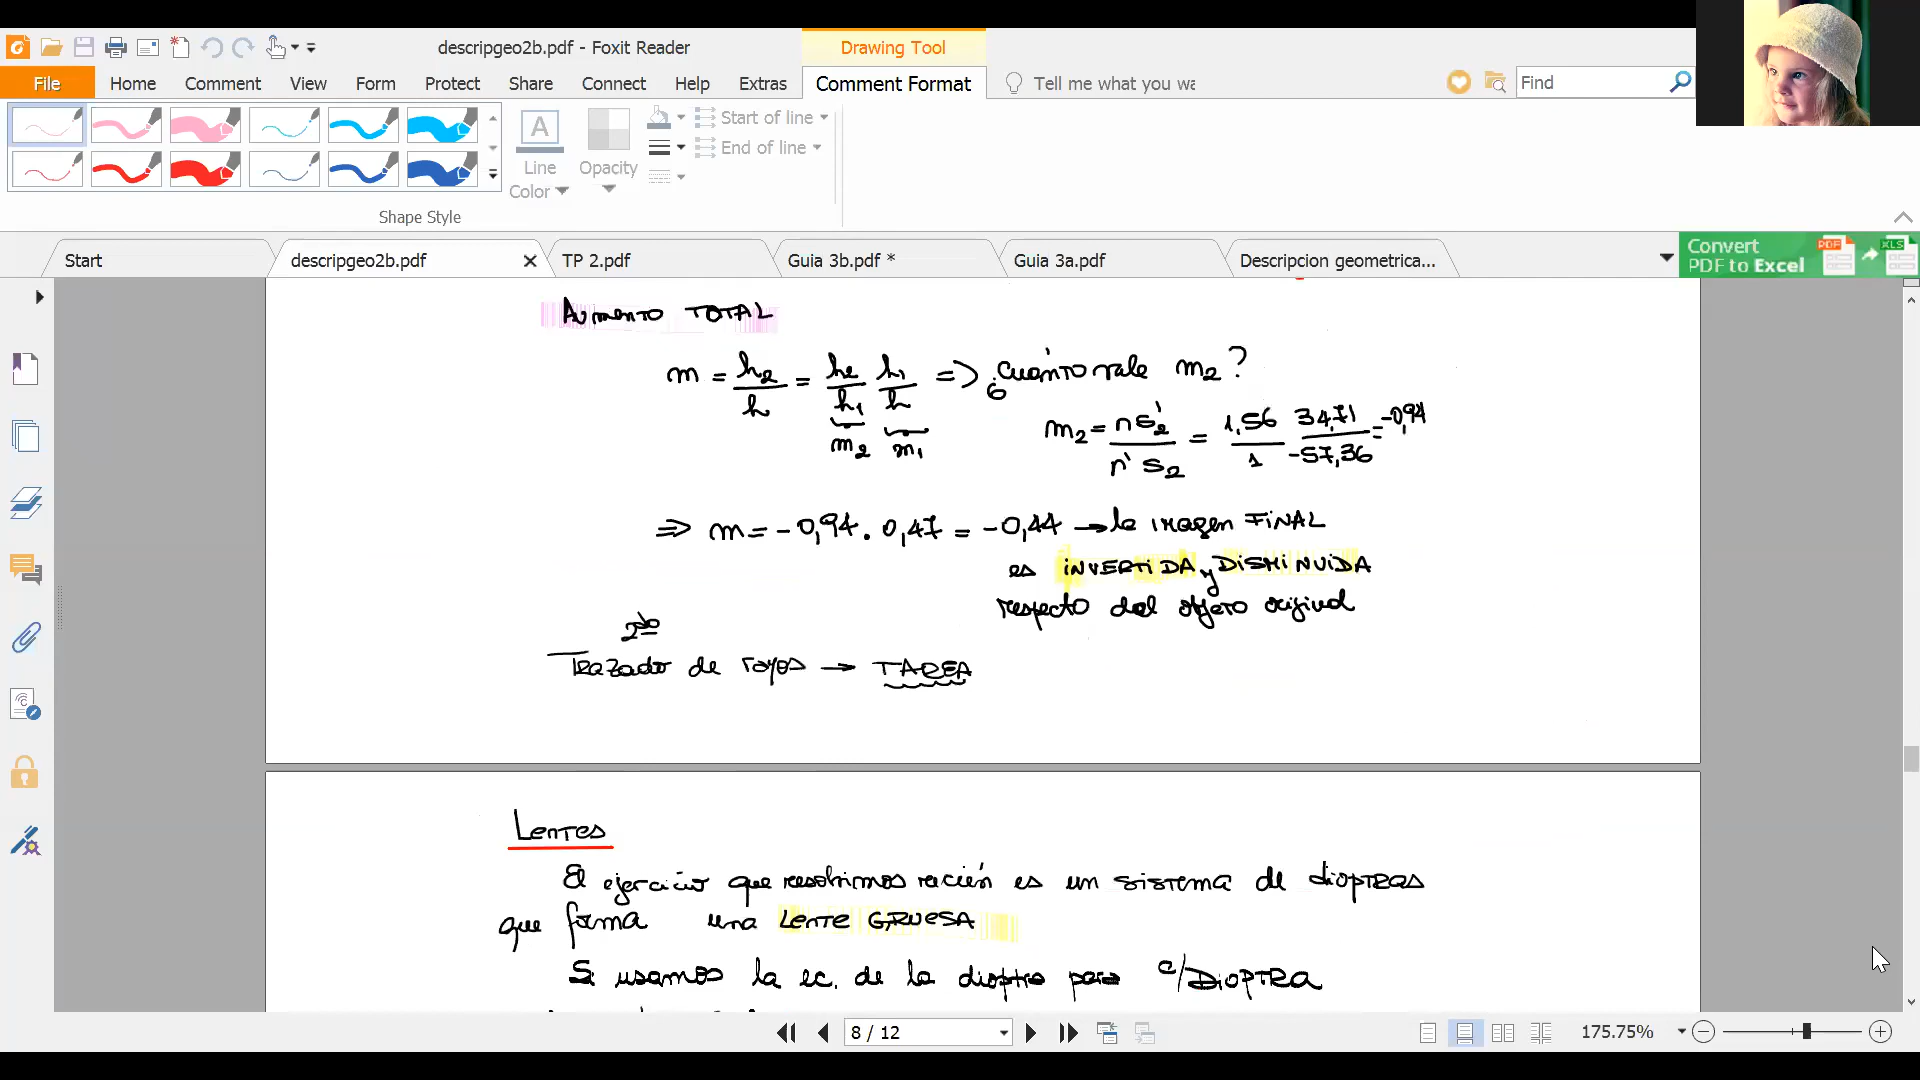 descripgeo2b.pdf - Foxit Reader
Drawing Tool
File
Home
Comment
View
Form
Protect
Share
Connect
Help
Extras
Comment Format
Tell me what you wa
Find
Line
Color
Opacity
Start of line
End of line
Shape Style
Start
descripgeo2b.pdf
TP 2.pdf
Guia 3b.pdf *
Guia 3a.pdf
Descripcion geometrica...
Convert
PDF to Excel
PDF
XLS
Aumento TOTAL
m = h2/h = h2/h1 h1/h => ¿cuánto vale m2?
m2 m1
m2 = n s2'/n' s2 = 1,56/1 34,71/-57,36 = -0,94
=> m = -0,94 . 0,47 = -0,44 → la imagen FINAL
es INVERTIDA y DISMINUIDA
respecto del objeto original
2do
Trazado de rayos → TAREA
Lentes
El ejercicio que resolvimos recién es un sistema de dioptras
que forma una Lente GRUESA
Si usamos la ec. de la dioptra para c/DIOPTRA
8 / 12
175.75%